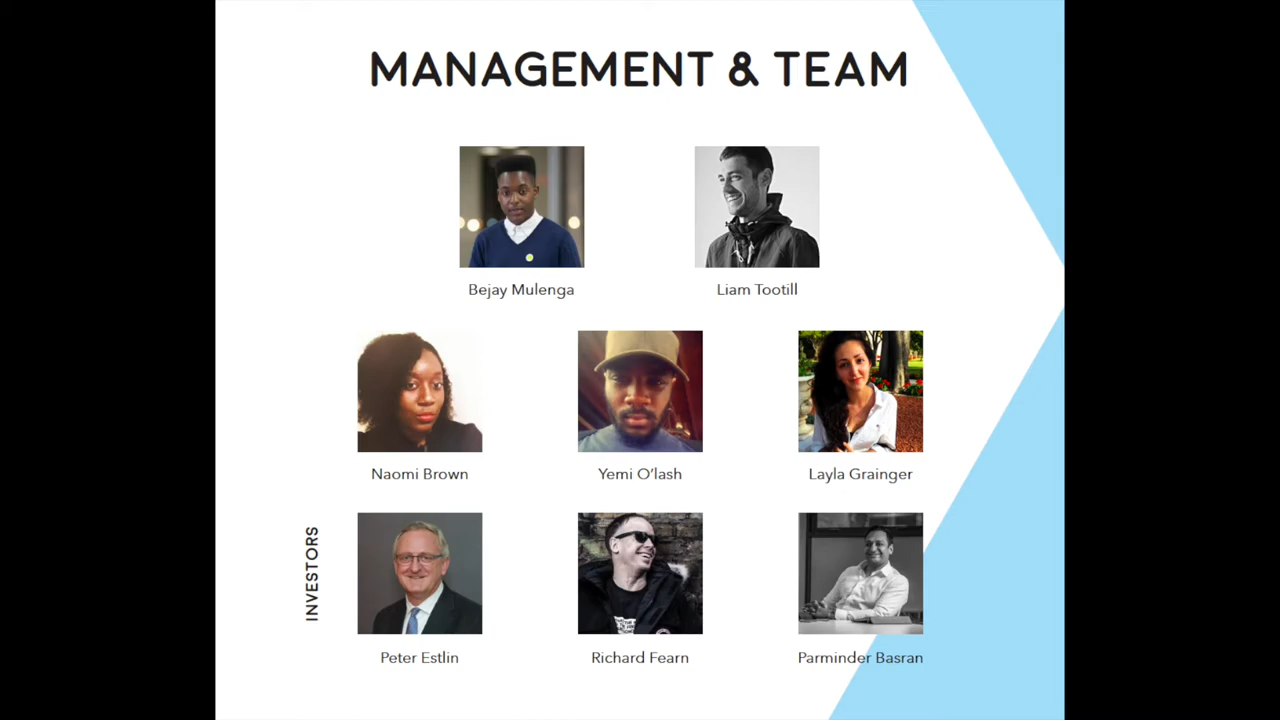 MANAGEMENT & TEAM
Bejay Mulenga
Liam Tootill
Naomi Brown
Yemi O’lash
Layla Grainger
INVESTORS
Peter Estlin
Richard Fearn
Parminder Basran